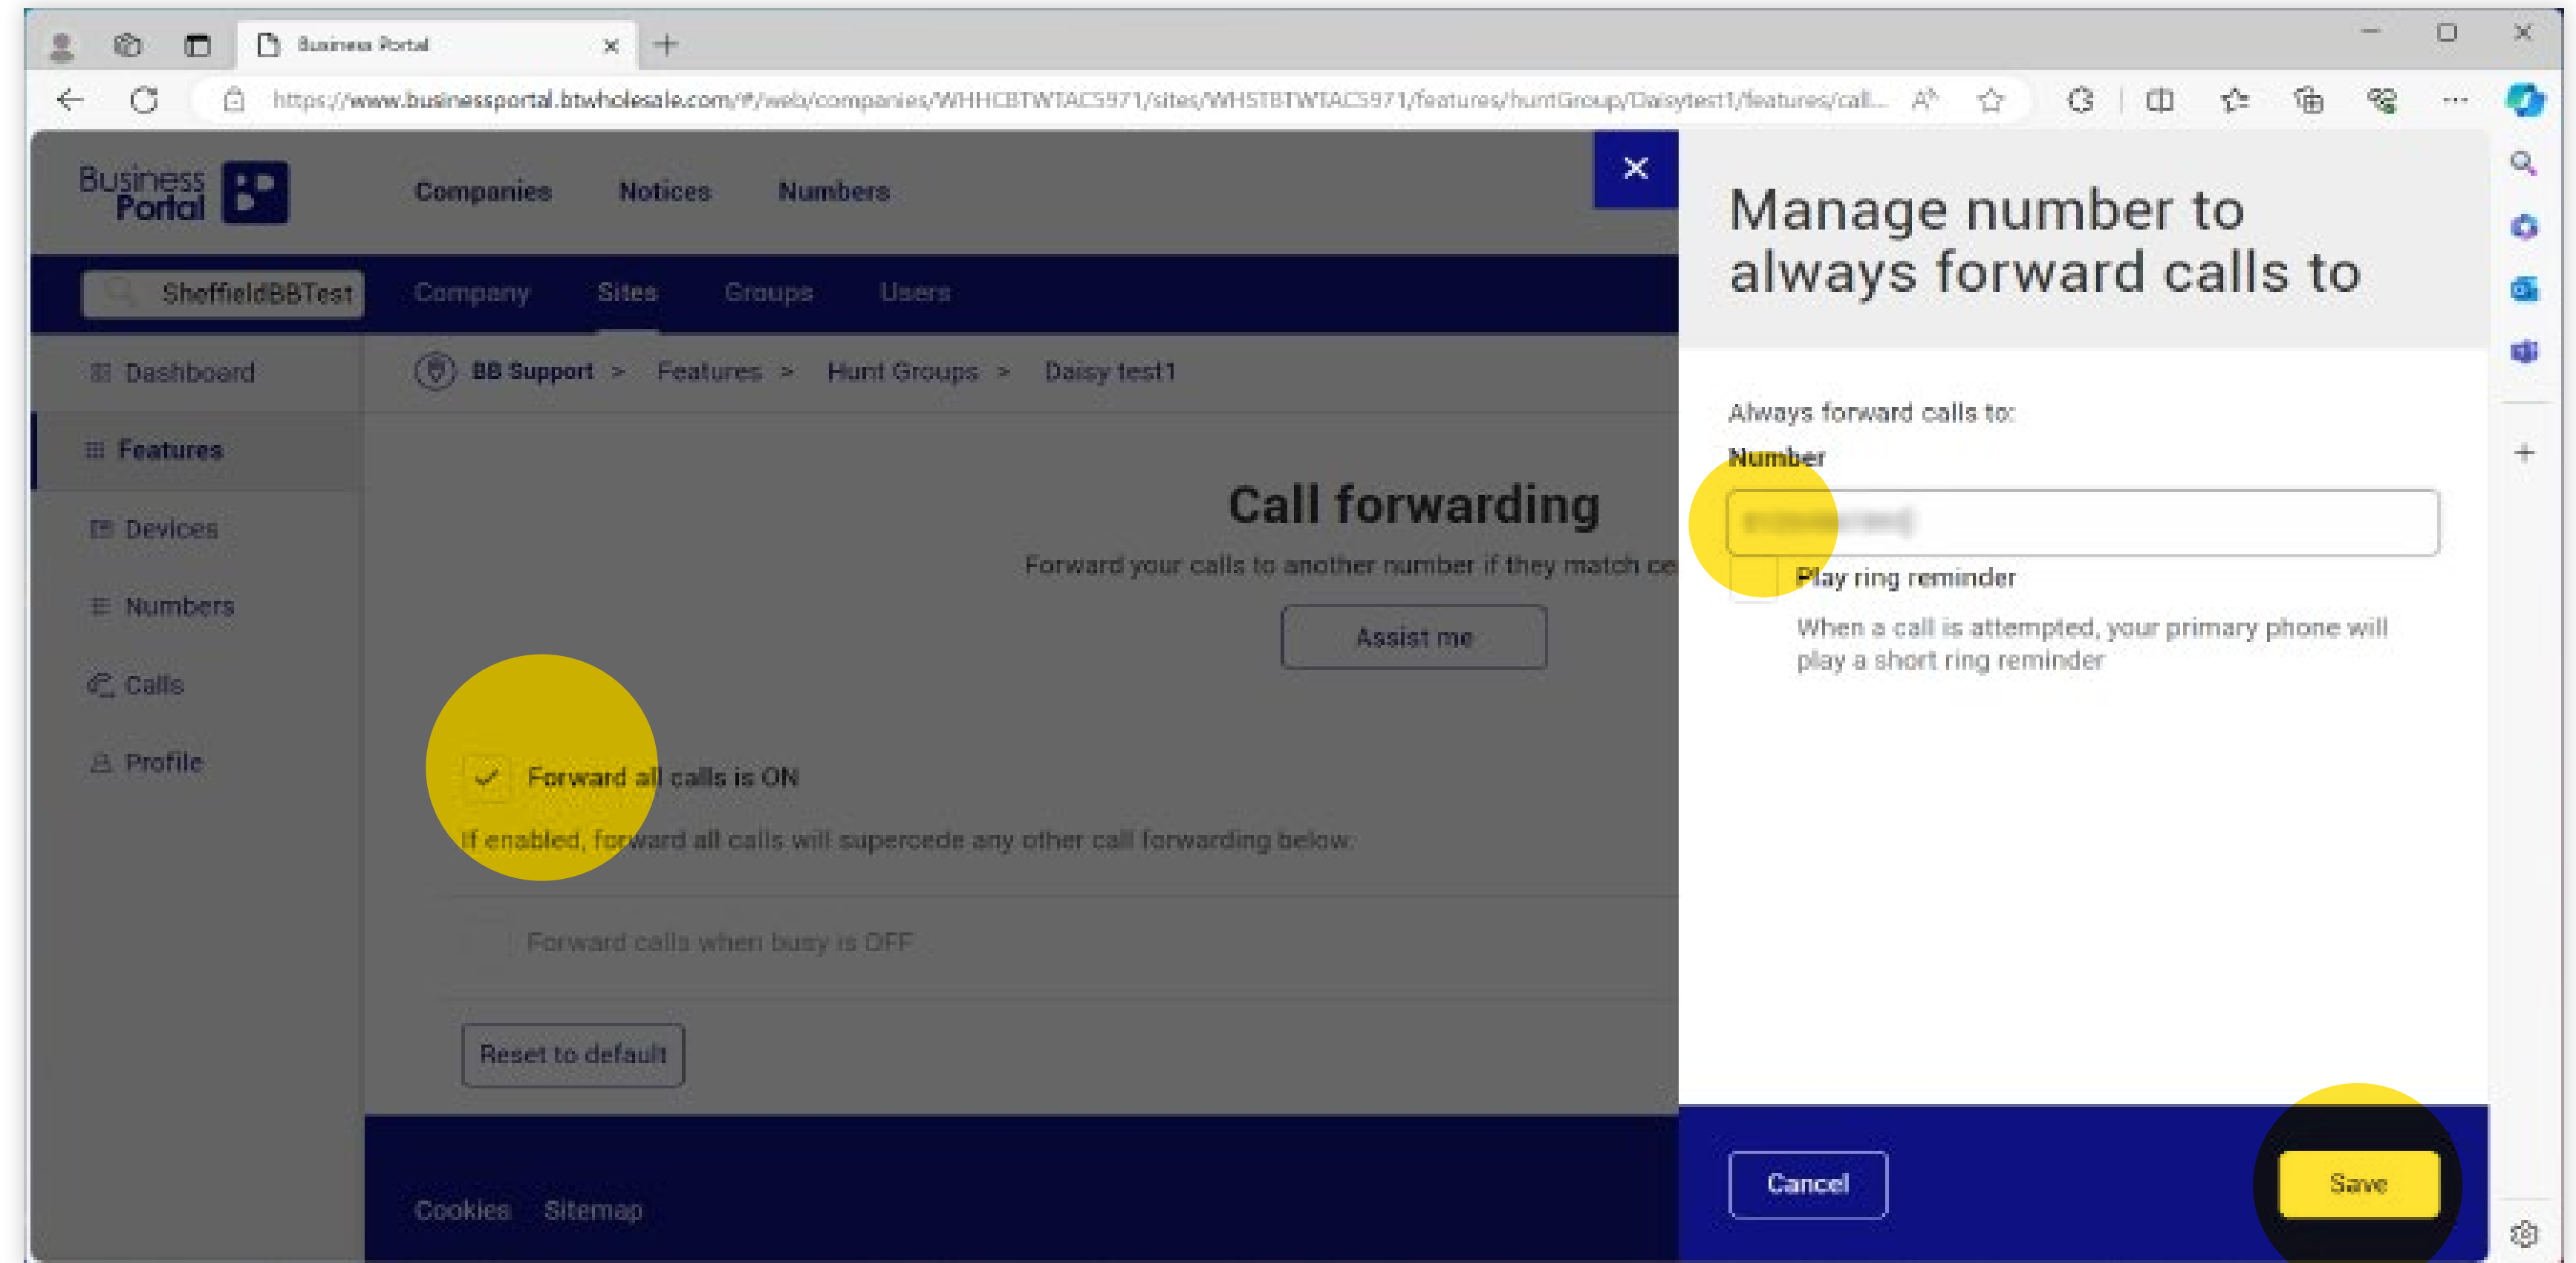 Business Portal
https://www.businessportal.btwholesale.com/#/web/companies/WHHCBTWTAC5971/sites/WHSTBTWTAC5971/features/huntGroup/Daisytest1/features/call...
Business
Portal
Companies Notices Numbers
SheffieldBBTest
Company Sites Groups Users
Dashboard
BB Support > Features > Hunt Groups > Daisy test1
Features
Devices
Numbers
Calls
Profile
Call forwarding
Forward your calls to another number if they match ce
Assist me
Forward all calls is ON
If enabled, forward all calls will supercede any other call forwarding below.
Forward calls when busy is OFF
Reset to default
Cookies Sitemap
Manage number to
always forward calls to
Always forward calls to:
Number
Play ring reminder
When a call is attempted, your primary phone will
play a short ring reminder
Cancel
Save